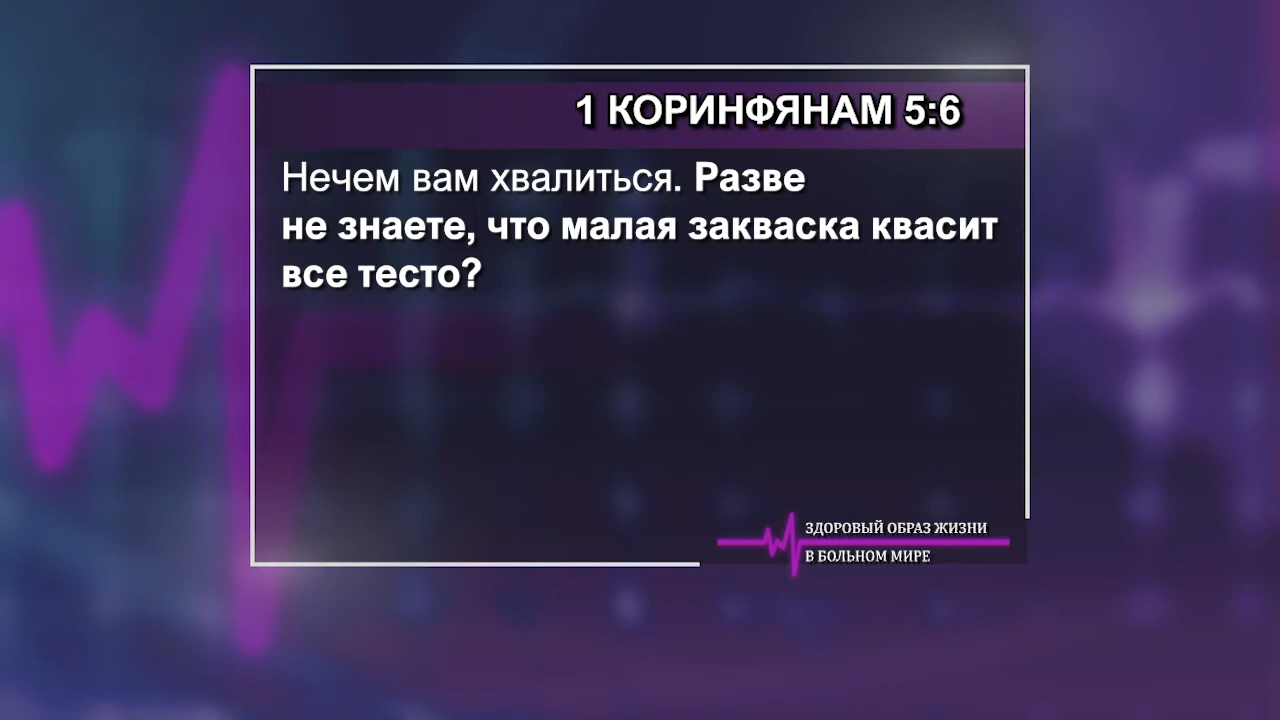 1 КОРИНФЯНАМ 5:6
Нечем вам хвалиться. Разве
не знаете, что малая закваска квасит
все тесто?
ЗДОРОВЫЙ ОБРАЗ ЖИЗНИ
В БОЛЬНОМ МИРЕ